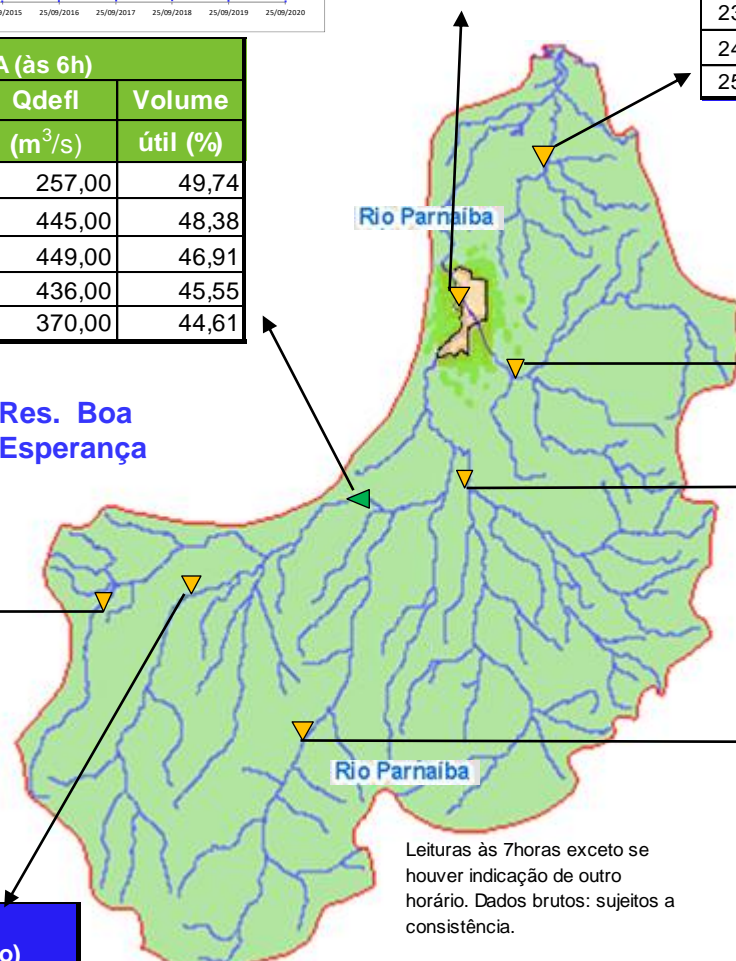 25/09/2016 25/09/2017 25/09/2018 25/09/2019 25/09/2020
23
24
25
A (às 6h)
Qdefl Volume
(m³/s) útil (%)
257,00 49,74
445,00 48,38
449,00 46,91
436,00 45,55
370,00 44,61
Rio Parnaíba
Res. Boa
Esperança
Rio Parnaíba
Leituras às 7horas exceto se
houver indicação de outro
horário. Dados brutos: sujeitos a
consistência.
o)